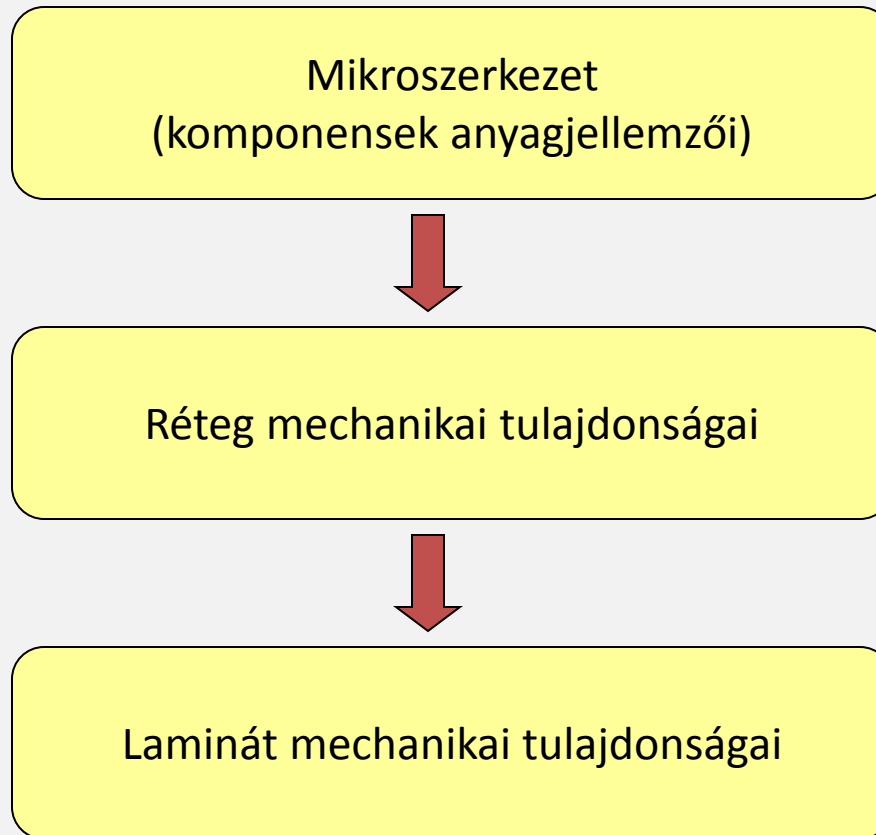 Mikroszerkezet
(komponensek anyagjellemzői)
Réteg mechanikai tulajdonságai
Laminát mechanikai tulajdonságai